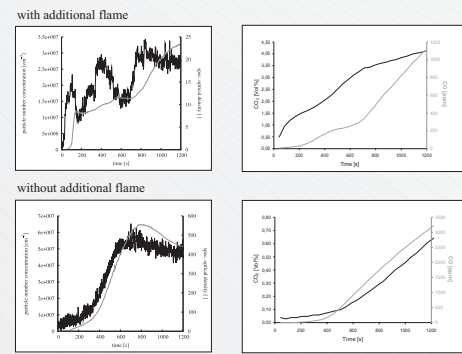 with additional flame
particle number concentration [cm⁻³]
3.5e+007
3e+007
2.5e+007
2e+007
1.5e+007
1e+007
5e+006
0
0 200 400 600 800 1000 1200
time [s]
25
20
15
10
5
0
spec. optical density [ ]
CO₂ [Vol %]
4,50
4,00
3,50
3,00
2,50
2,00
1,50
1,00
0,50
0,00
0 200 400 600 800 1000 1200
Time [s]
1200
1000
800
600
400
200
0
CO [ppm]
without additional flame
particle number concentration [cm⁻³]
7e+007
6e+007
5e+007
4e+007
3e+007
2e+007
1e+007
0
0 200 400 600 800 1000 1200
time [s]
600
500
400
300
200
100
0
spec. optical density [ ]
CO₂ [Vol%]
0,80
0,70
0,60
0,50
0,40
0,30
0,20
0,10
0,00
0 200 400 600 800 1000 1200
Time [s]
3500
3000
2500
2000
1500
1000
500
0
CO [ppm]